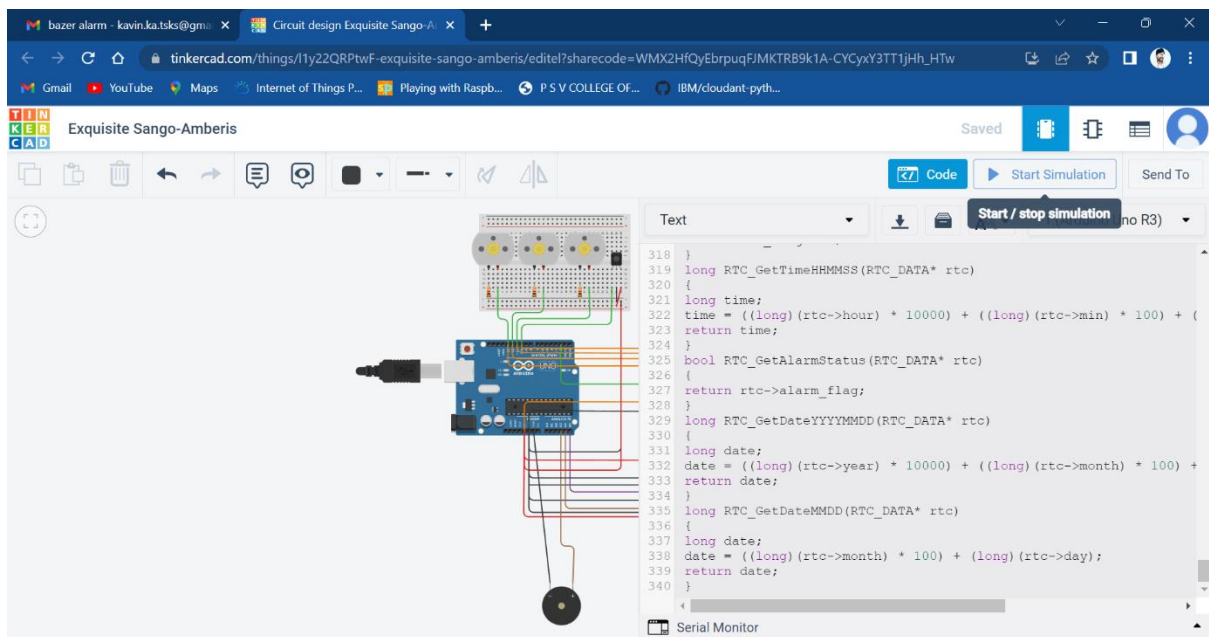 bazer alarm - kavin.ka.tsks@gma
Circuit design Exquisite Sango-A
tinkercad.com/things/l1y22QRPtwF-exquisite-sango-amberis/editel?sharecode=WMX2HfQyEbrpuqFJMKTRB9k1A-CYCyxY3TT1jHh_HTw
Gmail YouTube Maps Internet of Things P... Playing with Raspb... P S V COLLEGE OF... IBM/cloudant-pyth...
TINKERCAD
Exquisite Sango-Amberis Saved
Code Start Simulation Send To
Text Start / stop simulation no R3)
318 }
319 long RTC_GetTimeHHMMSS(RTC_DATA* rtc)
320 {
321 long time;
322 time = ((long)(rtc->hour) * 10000) + ((long)(rtc->min) * 100) + (
323 return time;
324 }
325 bool RTC_GetAlarmStatus(RTC_DATA* rtc)
326 {
327 return rtc->alarm_flag;
328 }
329 long RTC_GetDateYYYYMMDD(RTC_DATA* rtc)
330 {
331 long date;
332 date = ((long)(rtc->year) * 10000) + ((long)(rtc->month) * 100) +
333 return date;
334 }
335 long RTC_GetDateMMDD(RTC_DATA* rtc)
336 {
337 long date;
338 date = ((long)(rtc->month) * 100) + (long)(rtc->day);
339 return date;
340 }
UNO
ARDUINO
Serial Monitor